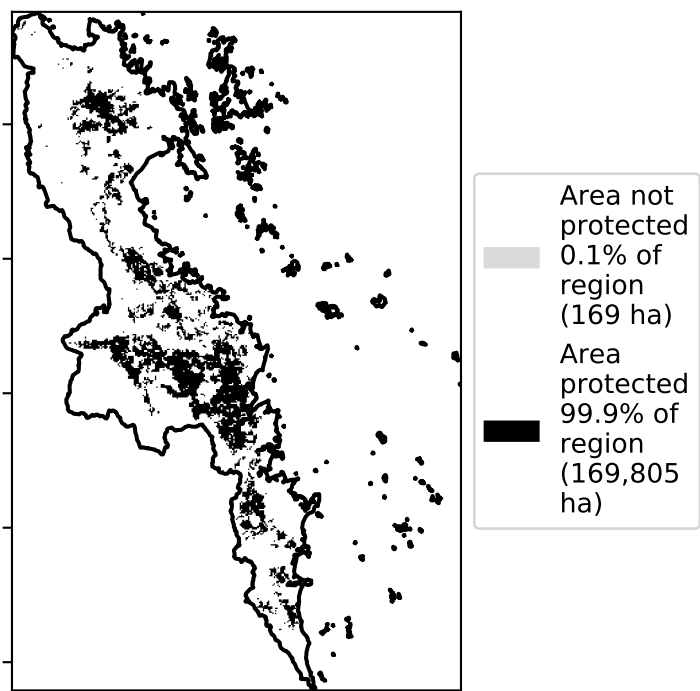 Area not
protected
0.1% of
region
(169 ha)
Area
protected
99.9% of
region
(169,805
ha)